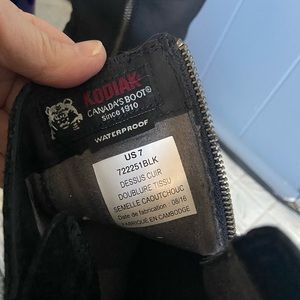 KODIAK
CANADA'S BOOT®
since 1910
WATERPROOF
US 7
722251BLK
DESSUS CUIR
DOUBLURE TISSU
SEMELLE CAOUTCHOUC
Date de fabrication : 08/16
FABRIQUÉ EN CAMBODGE